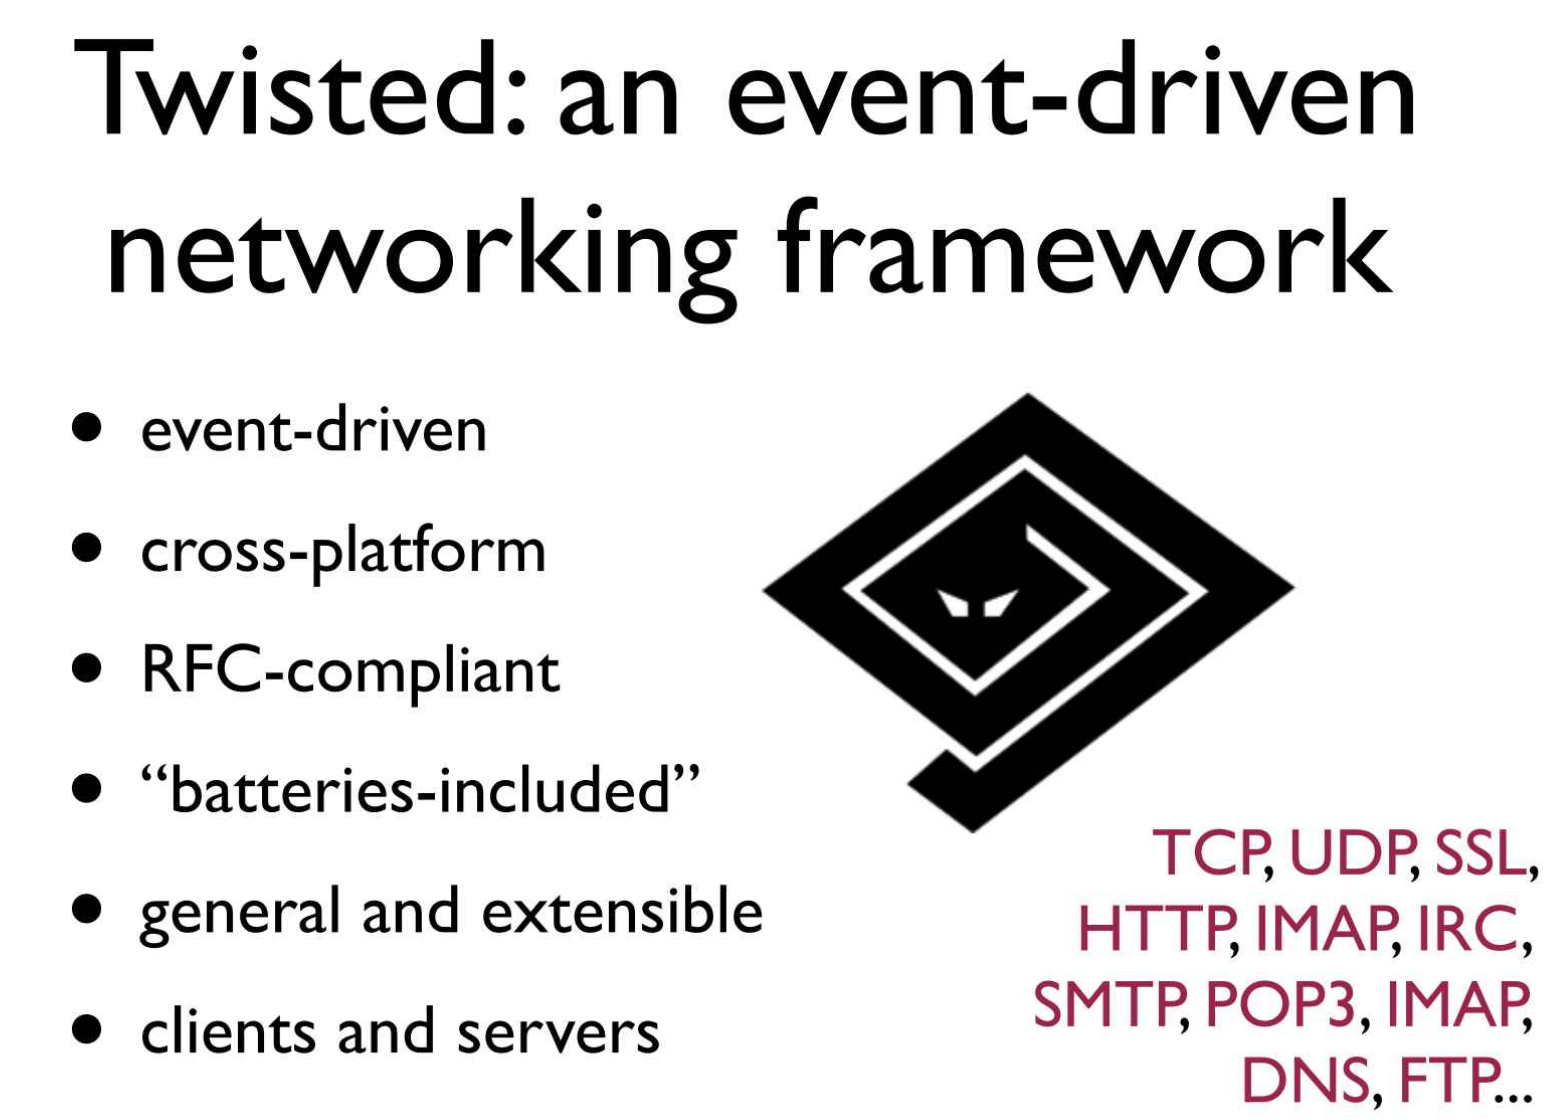 Twisted: an event-driven
networking framework
• event-driven
• cross-platform
• RFC-compliant
• “batteries-included”
• general and extensible
• clients and servers
TCP, UDP, SSL,
HTTP, IMAP, IRC,
SMTP, POP3, IMAP,
DNS, FTP...